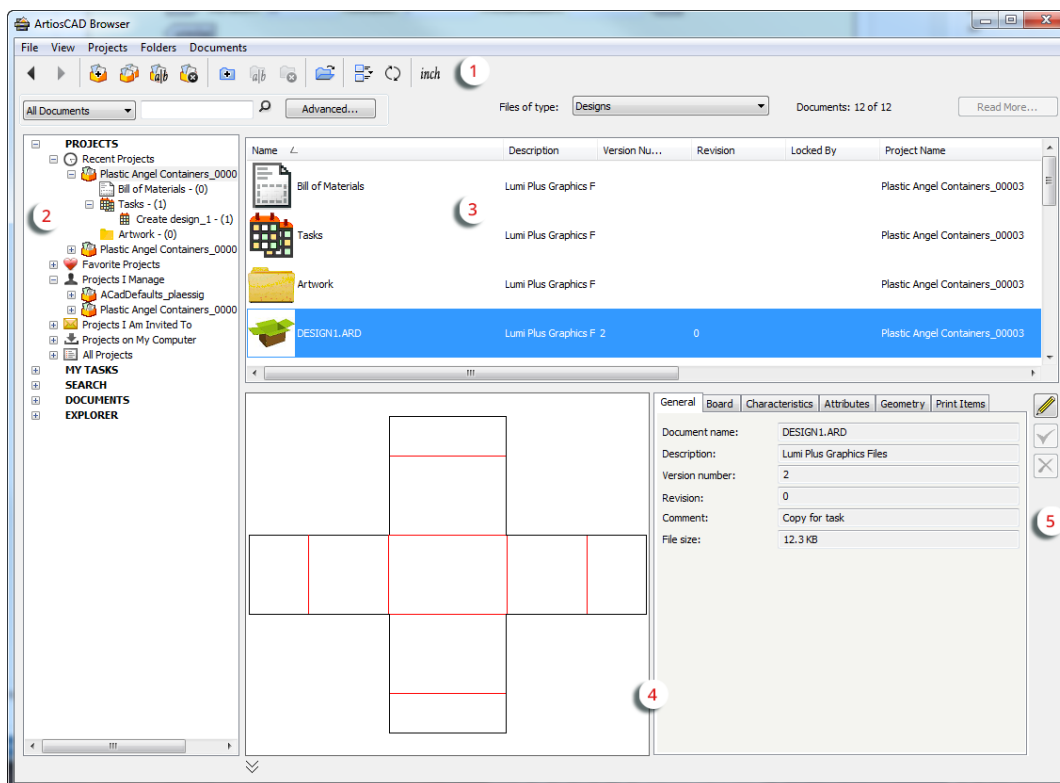 ArtiosCAD Browser
File View Projects Folders Documents
inch
1
All Documents
Advanced...
Files of type:
Designs
Documents: 12 of 12
Read More...
PROJECTS
Recent Projects
Plastic Angel Containers_0000
Bill of Materials - (0)
Tasks - (1)
Create design_1 - (1)
Artwork - (0)
Plastic Angel Containers_0000
Favorite Projects
Projects I Manage
ACadDefaults_plaessig
Plastic Angel Containers_0000
Projects I Am Invited To
Projects on My Computer
All Projects
MY TASKS
SEARCH
DOCUMENTS
EXPLORER
2
Name Description Version Nu... Revision Locked By Project Name
Bill of Materials Lumi Plus Graphics F Plastic Angel Containers_00003
3
Tasks Lumi Plus Graphics F Plastic Angel Containers_00003
Artwork Lumi Plus Graphics F Plastic Angel Containers_00003
DESIGN1.ARD Lumi Plus Graphics F 2 0 Plastic Angel Containers_00003
General Board Characteristics Attributes Geometry Print Items
Document name: DESIGN1.ARD
Description: Lumi Plus Graphics Files
Version number: 2
Revision: 0
Comment: Copy for task
File size: 12.3 KB
5
4